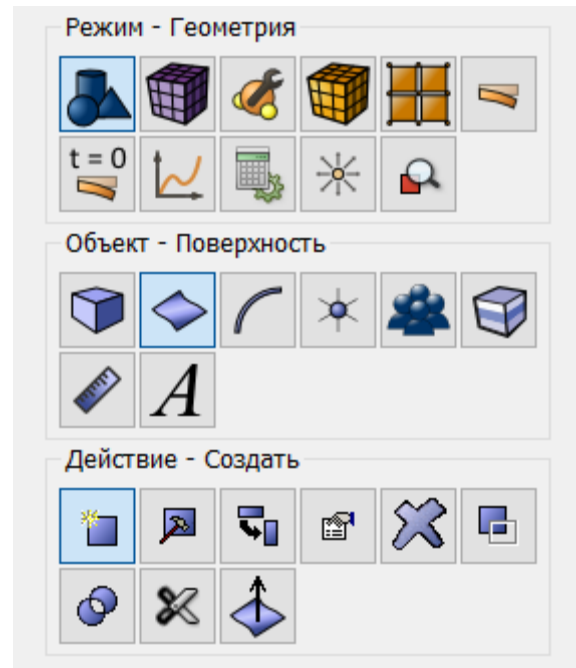 Режим - Геометрия
t = 0
Объект - Поверхность
A
Действие - Создать